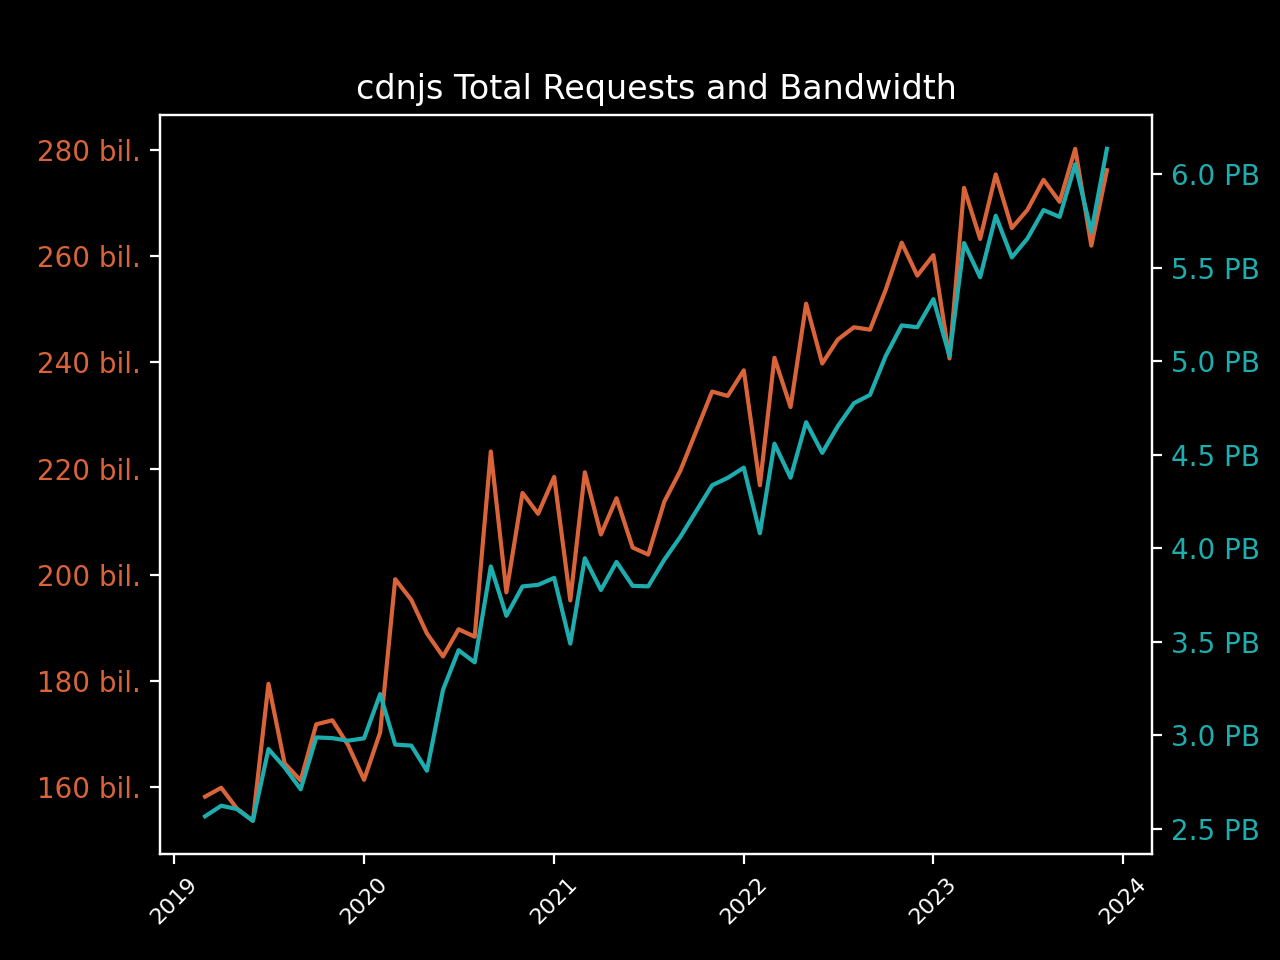 cdnjs Total Requests and Bandwidth
280 bil.
260 bil.
240 bil.
220 bil.
200 bil.
180 bil.
160 bil.
6.0 PB
5.5 PB
5.0 PB
4.5 PB
4.0 PB
3.5 PB
3.0 PB
2.5 PB
2019
2020
2021
2022
2023
2024